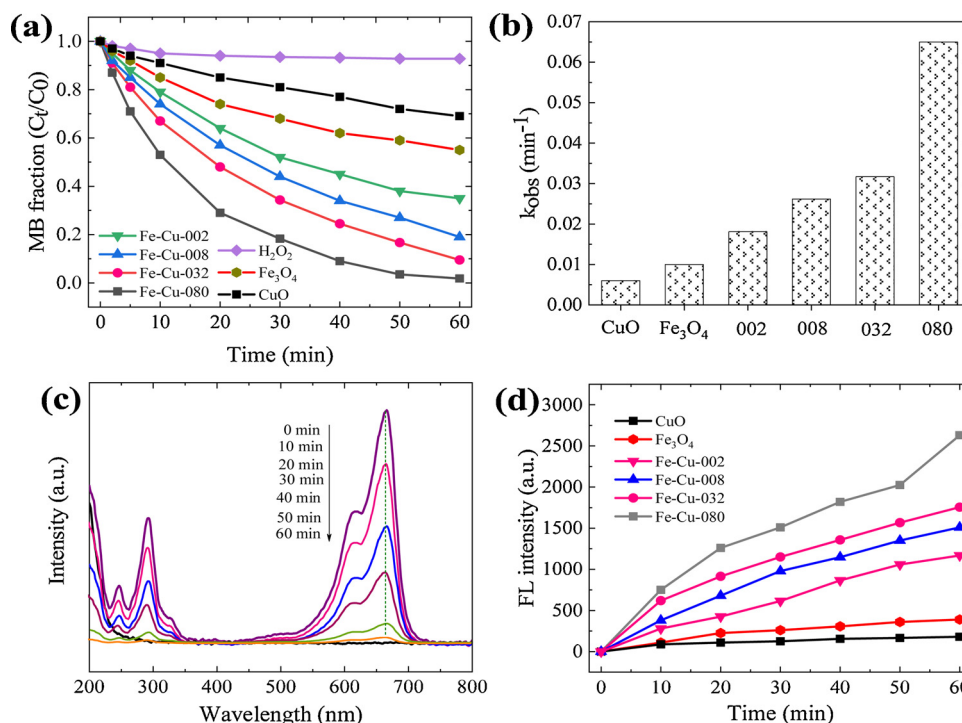 (a)
MB fraction (Ct/C0)
1.0
0.8
0.6
0.4
0.2
0.0
Fe-Cu-002
Fe-Cu-008
Fe-Cu-032
Fe-Cu-080
H₂O₂
Fe₃O₄
CuO
0 10 20 30 40 50 60
Time (min)
(b)
kobs (min⁻¹)
0.07
0.06
0.05
0.04
0.03
0.02
0.01
0.00
CuO Fe₃O₄ 002 008 032 080
(c)
Intensity (a.u.)
0 min
10 min
20 min
30 min
40 min
50 min
60 min
200 300 400 500 600 700 800
Wavelength (nm)
(d)
FL intensity(a.u.)
3000
2500
2000
1500
1000
500
0
CuO
Fe₃O₄
Fe-Cu-002
Fe-Cu-008
Fe-Cu-032
Fe-Cu-080
0 10 20 30 40 50 60
Time (min)